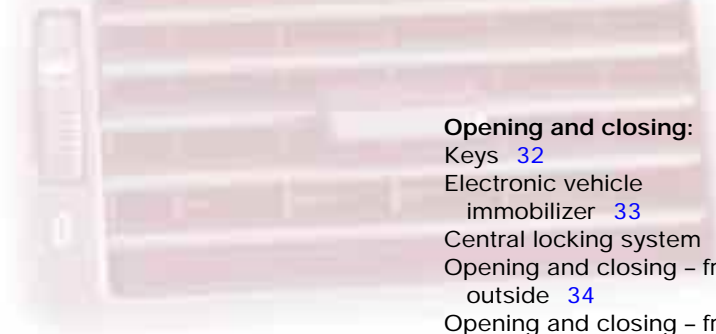 Opening and closing:
Keys 32
Electronic vehicle
immobilizer 33
Central locking system
Opening and closing – fr
outside 34
Opening and closing – fr